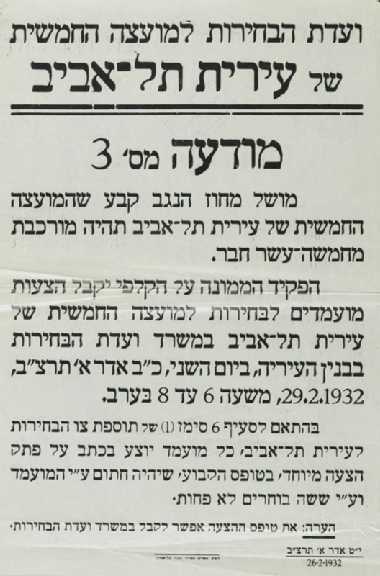 ועדת הבחירות למועצה החמשית
של עירית תל־אביב
מודעה מס׳ 3
מושל מחוז הנגב קבע שהמועצה
החמשית של עירית תל־אביב תהיה מורכבת
מחמשה־עשר חבר.
הפקיד הממונה על הקלפי יקבל הצעות
מועמדים לבחירות למועצה החמשית של
עירית תל־אביב במשרד ועדת הבחירות
בבנין העיריה, ביום השני, כ״ב אדר א׳ תרצ״ב,
29.2.1932, משעה 6 עד 8 בערב.
בהתאם לסעיף 6 סימן (1) של תוספת צו הבחירות
לעירית תל־אביב, כל מועמד יוצע בכתב על פתק
הצעה מיוחד, בטופס הקבוע, שיהיה חתום ע״י המועמד
וע״י ששה בוחרים לא פחות.
הערה: את טופס ההצעה אפשר לקבל במשרד ועדת הבחירות.
י״ט אדר א׳ תרצ״ב
26.2.1932